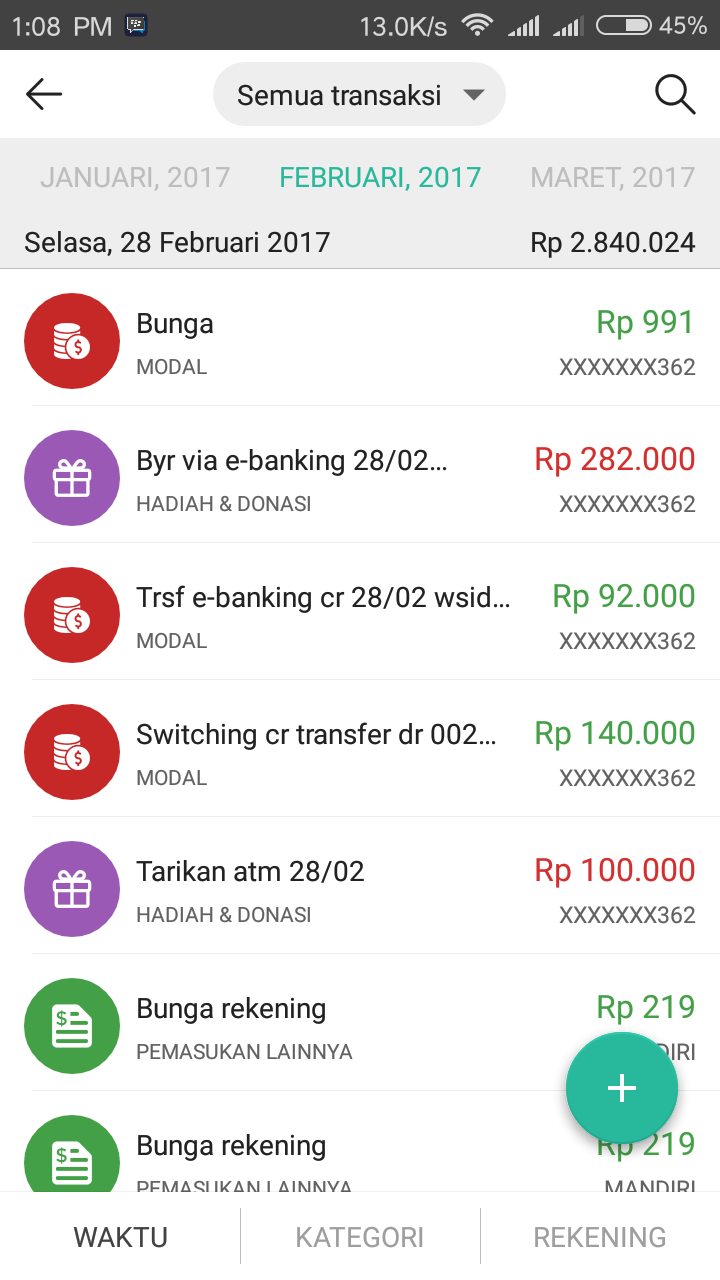 1:08 PM 13.0K/s 45%
Semua transaksi
JANUARI, 2017 FEBRUARI, 2017 MARET, 2017
Selasa, 28 Februari 2017 Rp 2.840.024
Bunga Rp 991
MODAL XXXXXXX362
Byr via e-banking 28/02... Rp 282.000
HADIAH & DONASI XXXXXXX362
Trsf e-banking cr 28/02 wsid... Rp 92.000
MODAL XXXXXXX362
Switching cr transfer dr 002... Rp 140.000
MODAL XXXXXXX362
Tarikan atm 28/02 Rp 100.000
HADIAH & DONASI XXXXXXX362
Bunga rekening Rp 219
PEMASUKAN LAINNYA
Bunga rekening Rp 219
PEMASUKAN LAINNYA MANDIRI
WAKTU KATEGORI REKENING